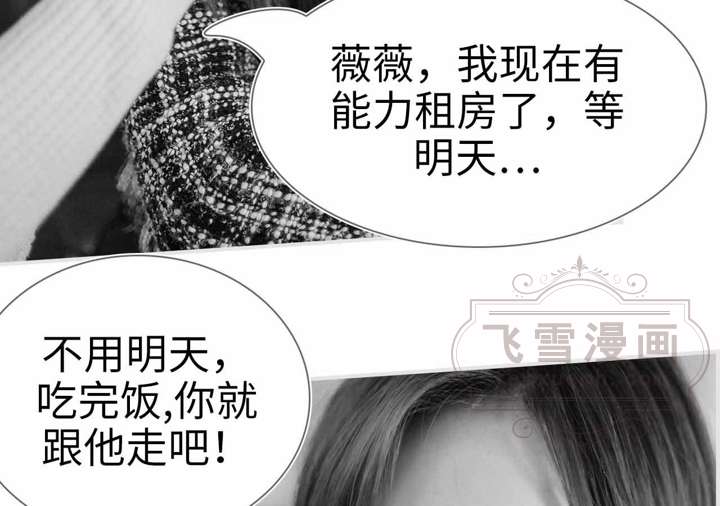 薇薇，我现在有
能力租房了，等
明天...
飞雪漫画
不用明天，
吃完饭,你就
跟他走吧！